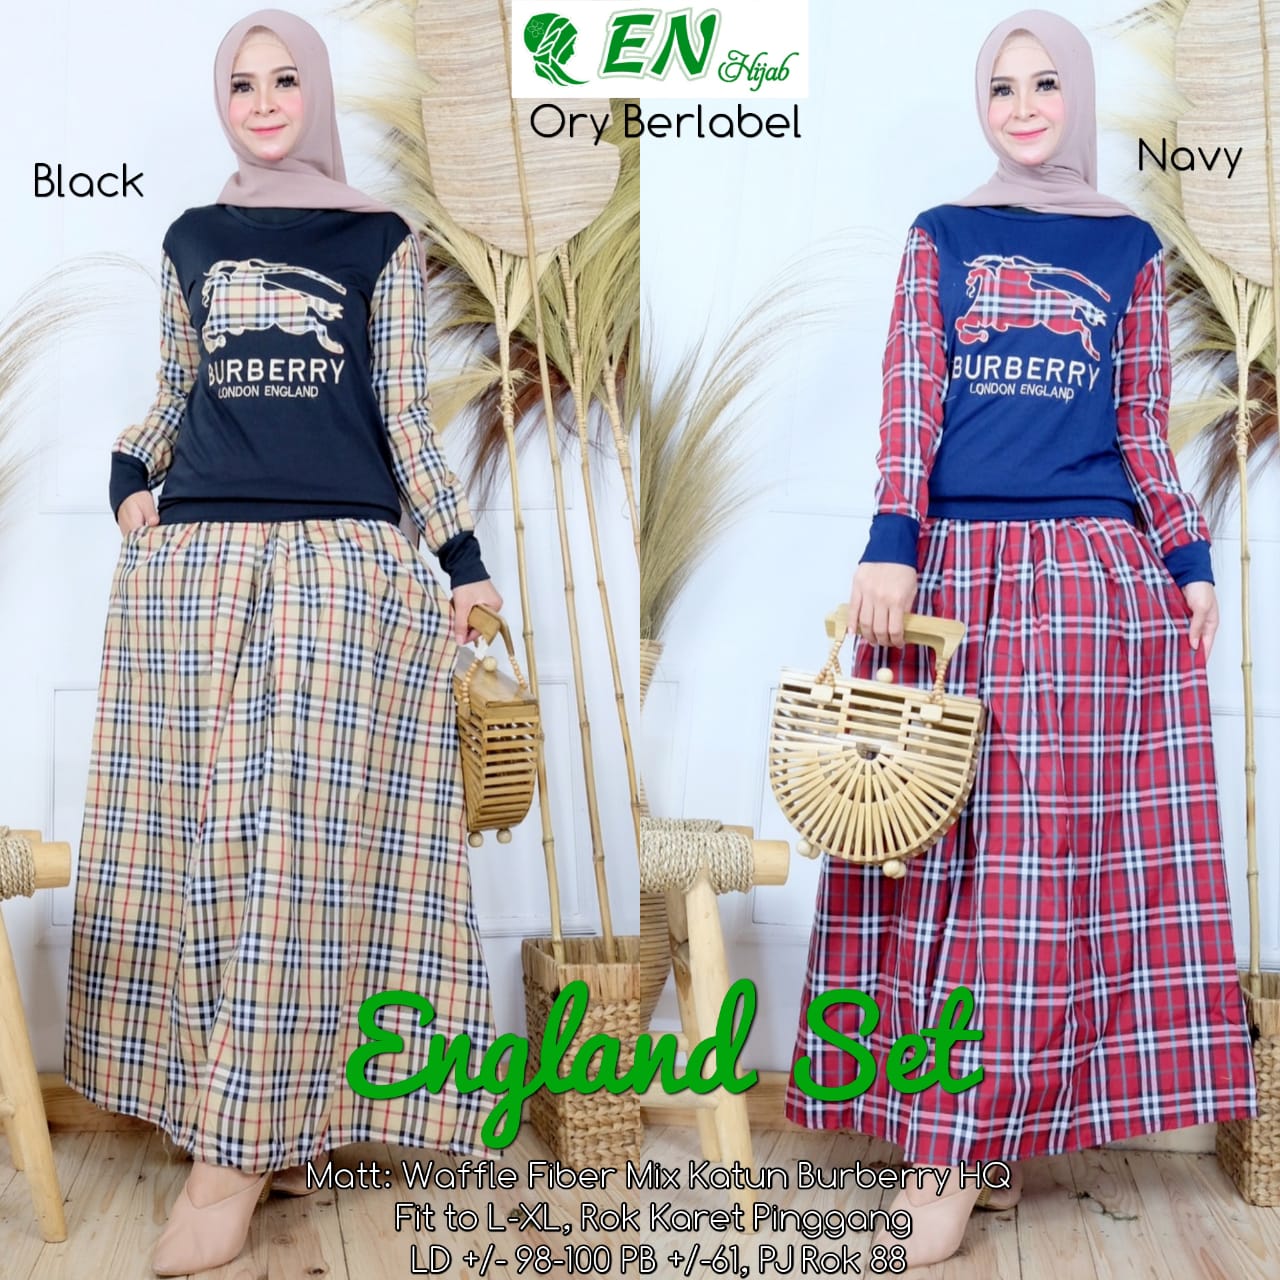 EN Hijab
Ory Berlabel
Black
Navy
BURBERRY
LONDON ENGLAND
BURBERRY
LONDON ENGLAND
England Set
Matt: Waffle Fiber Mix Katun Burberry HQ
Fit to L-XL, Rok Karet Pinggang
LD +/- 98-100 PB +/-61, PJ Rok 88